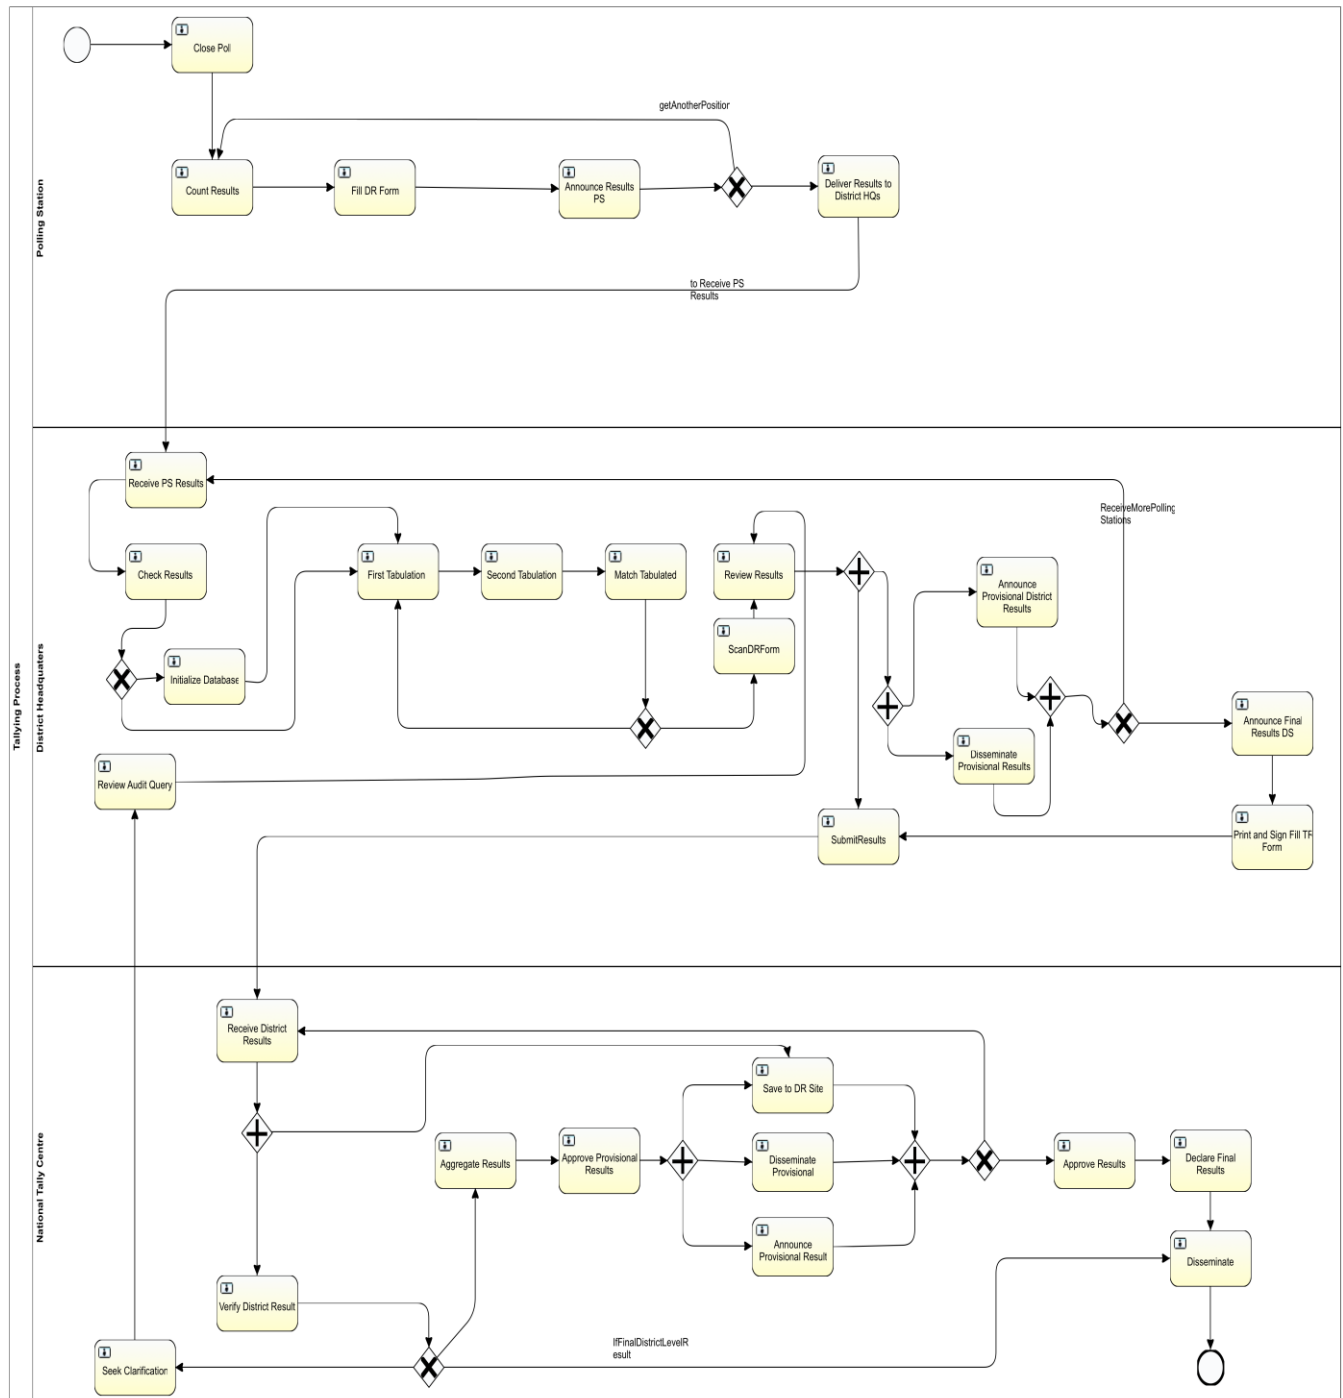 Tallying Process
Polling Station
Close Pol
getAnotherPosition
Count Results
Fill DR Form
Announce Results
PS
Deliver Results to
District HQs
to Receive PS
Results
District Headquaters
Receive PS Results
ReceiveMorePolling
Stations
Check Results
First Tabulation
Second Tabulation
Match Tabulated
Review Results
Announce
Provisional District
Results
ScanDRForm
Initialize Database
Announce Final
Results DS
Disseminate
Provisional Results
Review Audit Query
SubmitResults
Print and Sign Fill TF
Form
National Tally Centre
Receive District
Results
Save to DR Site
Aggregate Results
Approve Provisional
Results
Disseminate
Provisional
Approve Results
Declare Final
Results
Announce
Provisional Result
Disseminate
Verify District Result
IfFinalDistrictLevelR
esult
Seek Clarification